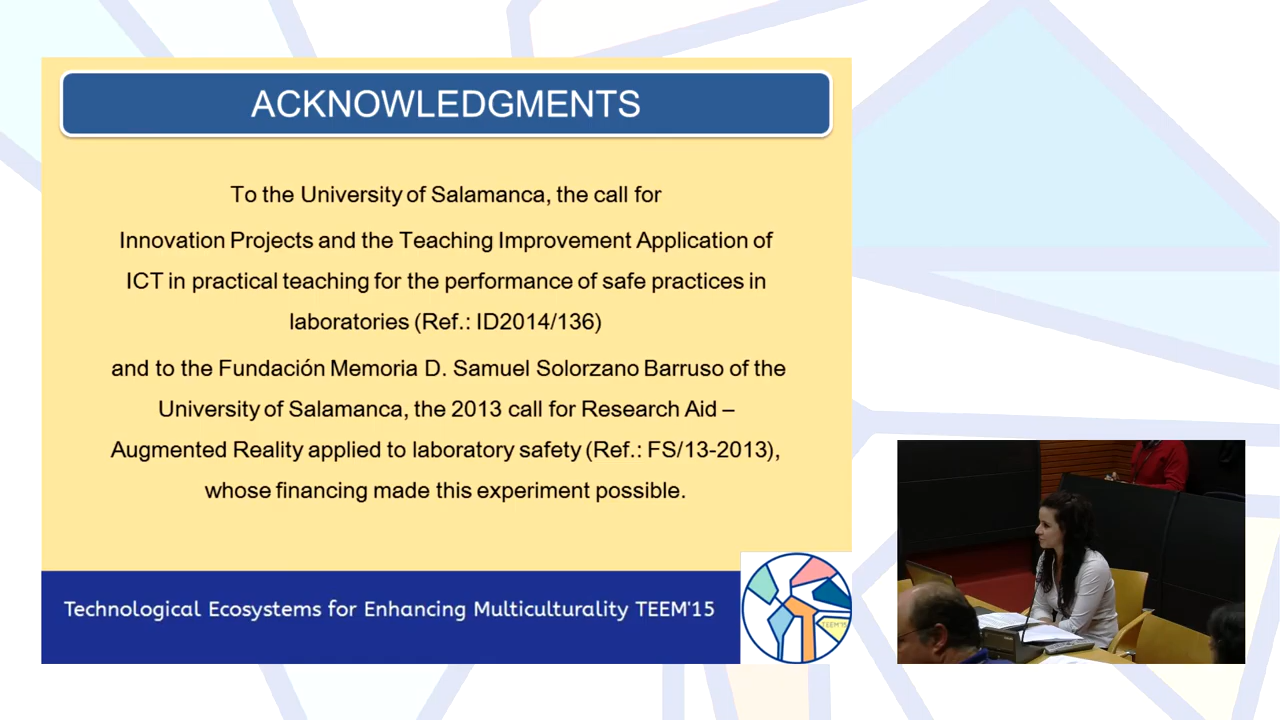 ACKNOWLEDGMENTS
To the University of Salamanca, the call for
Innovation Projects and the Teaching Improvement Application of
ICT in practical teaching for the performance of safe practices in
laboratories (Ref.: ID2014/136)
and to the Fundación Memoria D. Samuel Solorzano Barruso of the
University of Salamanca, the 2013 call for Research Aid –
Augmented Reality applied to laboratory safety (Ref.: FS/13-2013),
whose financing made this experiment possible.
Technological Ecosystems for Enhancing Multiculturality TEEM'15
TEEM'15